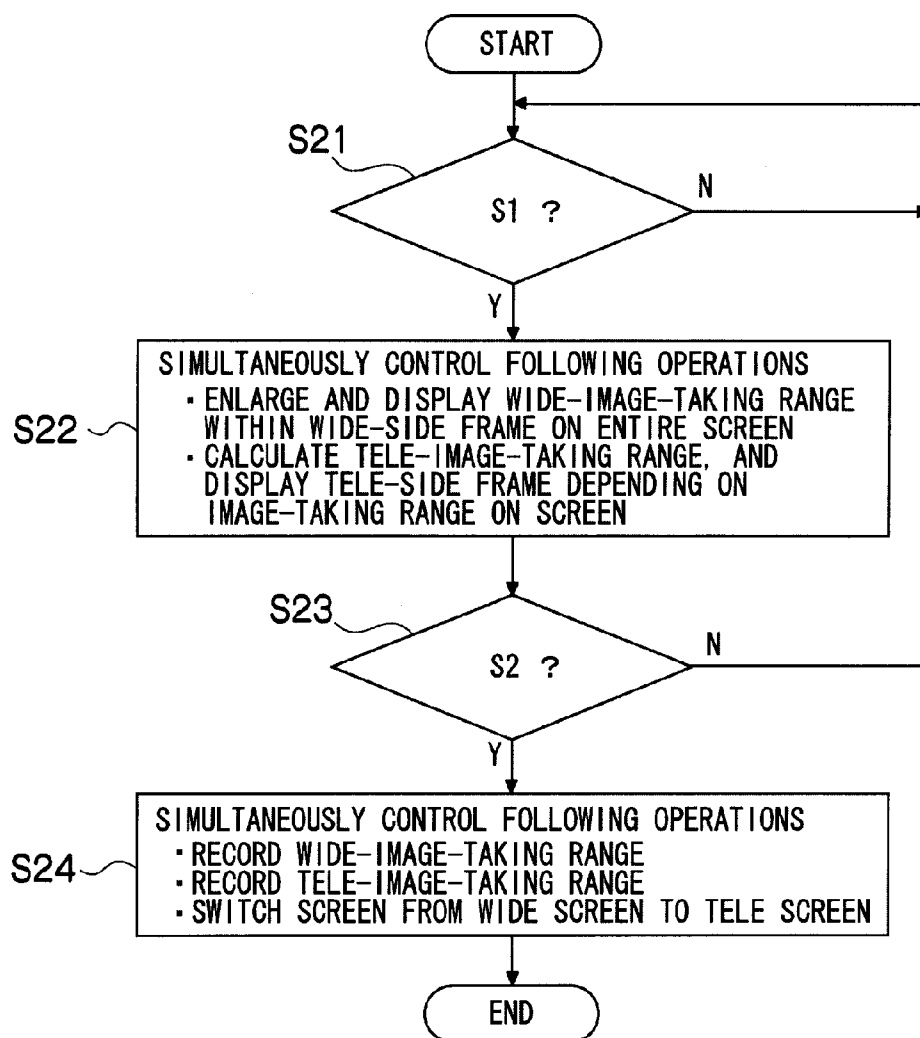 START
S21
S1 ?
N
Y
SIMULTANEOUSLY CONTROL FOLLOWING OPERATIONS
・ENLARGE AND DISPLAY WIDE-IMAGE-TAKING RANGE
WITHIN WIDE-SIDE FRAME ON ENTIRE SCREEN
・CALCULATE TELE-IMAGE-TAKING RANGE, AND
DISPLAY TELE-SIDE FRAME DEPENDING ON
IMAGE-TAKING RANGE ON SCREEN
S22
S23
S2 ?
N
Y
SIMULTANEOUSLY CONTROL FOLLOWING OPERATIONS
・RECORD WIDE-IMAGE-TAKING RANGE
・RECORD TELE-IMAGE-TAKING RANGE
・SWITCH SCREEN FROM WIDE SCREEN TO TELE SCREEN
S24
END